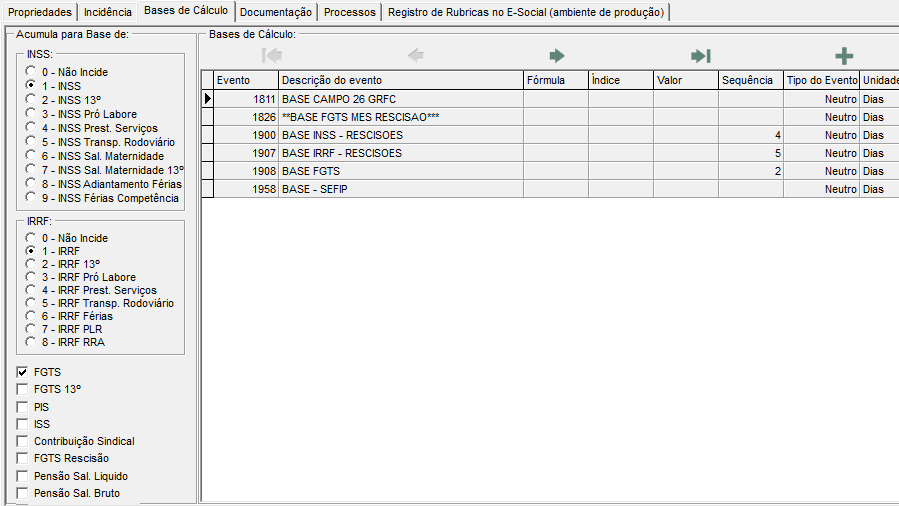 Propriedades Incidência Bases de Cálculo Documentação Processos Registro de Rubricas no E-Social (ambiente de produção)
Acumula para Base de:
INSS:
0 - Não Incide
1 - INSS
2 - INSS 13º
3 - INSS Pró Labore
4 - INSS Prest. Serviços
5 - INSS Transp. Rodoviário
6 - INSS Sal. Maternidade
7 - INSS Sal. Maternidade 13º
8 - INSS Adiantamento Férias
9 - INSS Férias Competência
IRRF:
0 - Não Incide
1 - IRRF
2 - IRRF 13º
3 - IRRF Pró Labore
4 - IRRF Prest. Serviços
5 - IRRF Transp. Rodoviário
6 - IRRF Férias
7 - IRRF PLR
8 - IRRF RRA
FGTS
FGTS 13º
PIS
ISS
Contribuição Sindical
FGTS Rescisão
Pensão Sal. Liquido
Pensão Sal. Bruto
Bases de Cálculo:
Evento Descrição do evento Fórmula Índice Valor Sequência Tipo do Evento Unidade
1811 BASE CAMPO 26 GRFC Neutro Dias
1826 **BASE FGTS MES RESCISAO*** Neutro Dias
1900 BASE INSS - RESCISOES 4 Neutro Dias
1907 BASE IRRF - RESCISOES 5 Neutro Dias
1908 BASE FGTS 2 Neutro Dias
1958 BASE - SEFIP Neutro Dias